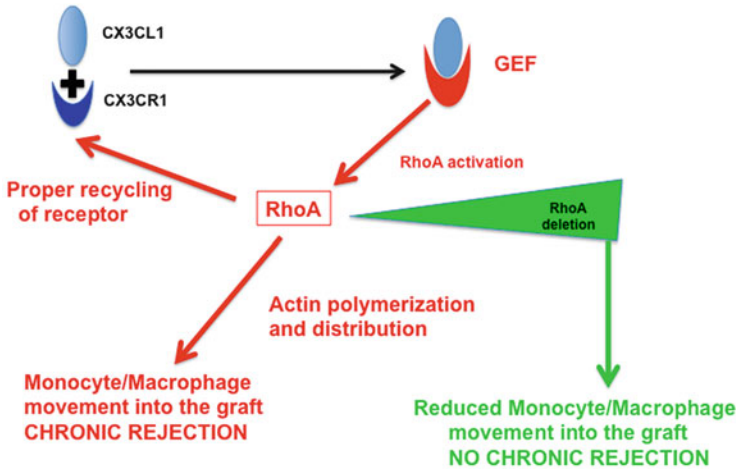 CX3CL1
CX3CR1
GEF
RhoA activation
Proper recycling
of receptor
RhoA
RhoA
deletion
Actin polymerization
and distribution
Monocyte/Macrophage
movement into the graft
CHRONIC REJECTION
Reduced Monocyte/Macrophage
movement into the graft
NO CHRONIC REJECTION